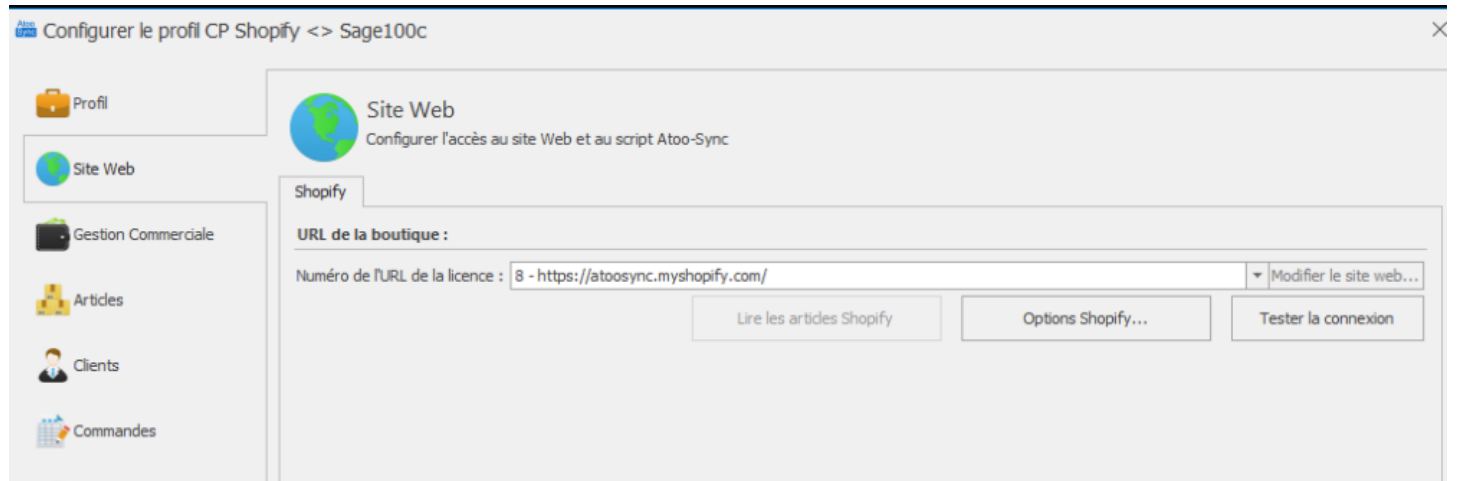 Atoo Sync
Configurer le profil CP Shopify <> Sage100c
Profil
Site Web
Gestion Commerciale
Articles
Clients
Commandes
Site Web
Configurer l'accès au site Web et au script Atoo-Sync
Shopify
URL de la boutique :
Numéro de l'URL de la licence : 8 - https://atoosync.myshopify.com/ Modifier le site web...
Lire les articles Shopify Options Shopify... Tester la connexion